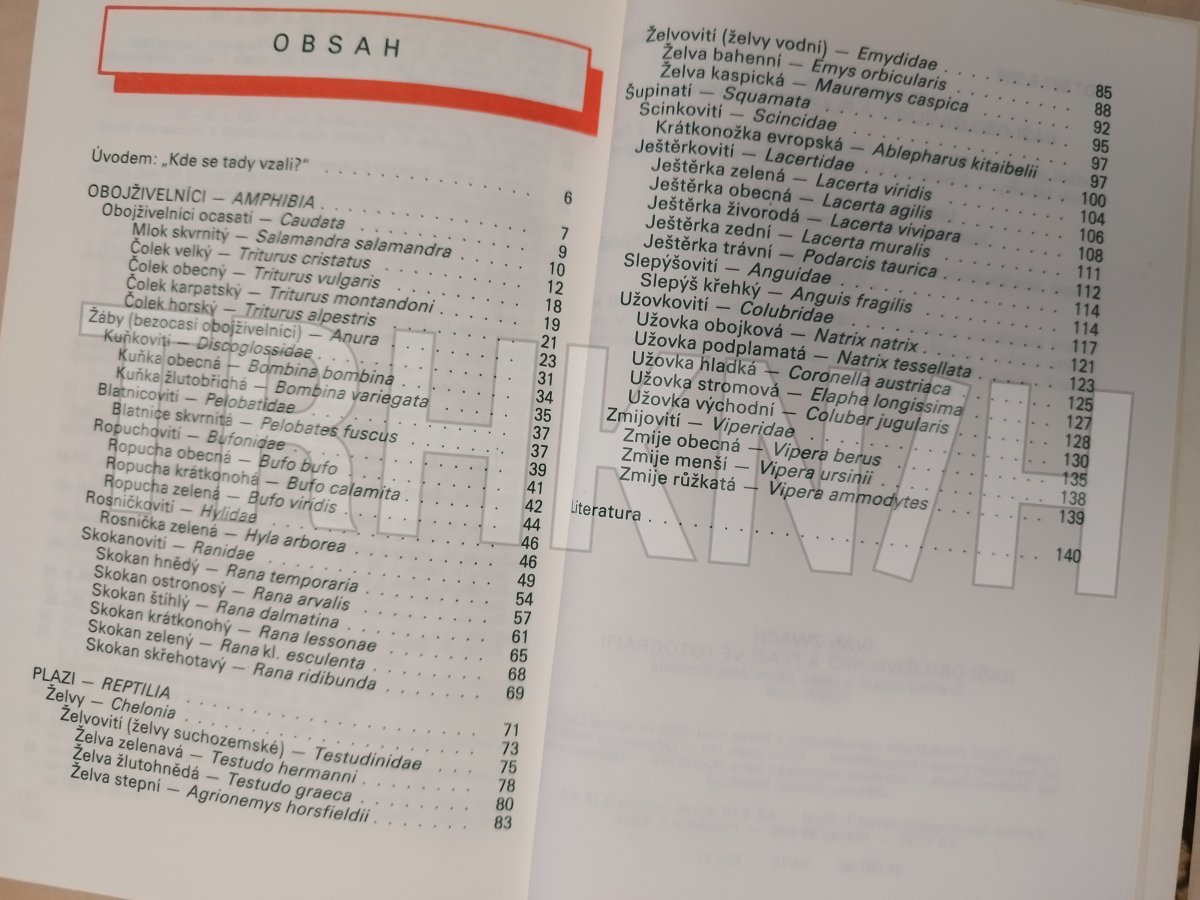 OBSAH
Úvodem: „Kde se tady vzali?“ . . . . . 6
OBOJŽIVELNÍCI — AMPHIBIA . . . . . 7
Obojživelníci ocasatí — Caudata . . . . . 9
Mlok skvrnitý — Salamandra salamandra . . . . . 10
Čolek velký — Triturus cristatus . . . . . 12
Čolek obecný — Triturus vulgaris . . . . . 18
Čolek karpatský — Triturus montandoni . . . . . 19
Čolek horský — Triturus alpestris . . . . . 21
Žáby (bezocasí obojživelníci) — Anura . . . . . 23
Kuňkovití — Discoglossidae . . . . . 31
Kuňka obecná — Bombina bombina . . . . . 34
Kuňka žlutobřichá — Bombina variegata . . . . . 35
Blatnicovití — Pelobatidae . . . . . 37
Blatnice skvrnitá — Pelobates fuscus . . . . . 37
Ropuchovití — Bufonidae . . . . . 39
Ropucha obecná — Bufo bufo . . . . . 41
Ropucha krátkonohá — Bufo calamita . . . . . 42
Ropucha zelená — Bufo viridis . . . . . 44
Rosničkovití — Hylidae . . . . . 46
Rosnička zelená — Hyla arborea . . . . . 46
Skokanovití — Ranidae . . . . . 49
Skokan hnědý — Rana temporaria . . . . . 54
Skokan ostronosý — Rana arvalis . . . . . 57
Skokan štíhlý — Rana dalmatina . . . . . 61
Skokan krátkonohý — Rana lessonae . . . . . 65
Skokan zelený — Rana kl. esculenta . . . . . 68
Skokan skřehotavý — Rana ridibunda . . . . . 69
PLAZI — REPTILIA . . . . . 71
Želvy — Chelonia . . . . . 73
Želvovití (želvy suchozemské) — Testudinidae . . . 75
Želva zelenavá — Testudo hermanni . . . . . 78
Želva žlutohnědá — Testudo graeca . . . . . 80
Želva stepní — Agrionemys horsfieldii . . . . . 83
Želvovití (želvy vodní) — Emydidae . . . . . 85
Želva bahenní — Emys orbicularis . . . . . 88
Želva kaspická — Mauremys caspica . . . . . 92
Šupinatí — Squamata . . . . . 95
Scinkovití — Scincidae . . . . . 97
Krátkonožka evropská — Ablepharus kitaibelii . . 97
Ještěrkovití — Lacertidae . . . . . 100
Ještěrka zelená — Lacerta viridis . . . . . 104
Ještěrka obecná — Lacerta agilis . . . . . 106
Ještěrka živorodá — Lacerta vivipara . . . . . 108
Ještěrka zední — Lacerta muralis . . . . . 111
Ještěrka trávní — Podarcis taurica . . . . . 112
Slepýšovití — Anguidae . . . . . 114
Slepýš křehký — Anguis fragilis . . . . . 114
Užovkovití — Colubridae . . . . . 117
Užovka obojková — Natrix natrix . . . . . 121
Užovka podplamatá — Natrix tessellata . . . . . 123
Užovka hladká — Coronella austriaca . . . . . 125
Užovka stromová — Elaphe longissima . . . . . 127
Užovka východní — Coluber jugularis . . . . . 128
Zmijovití — Viperidae . . . . . 130
Zmije obecná — Vipera berus . . . . . 135
Zmije menší — Vipera ursinii . . . . . 138
Zmije růžkatá — Vipera ammodytes . . . . . 139
Literatura . . . . . 140
TRHKNIH